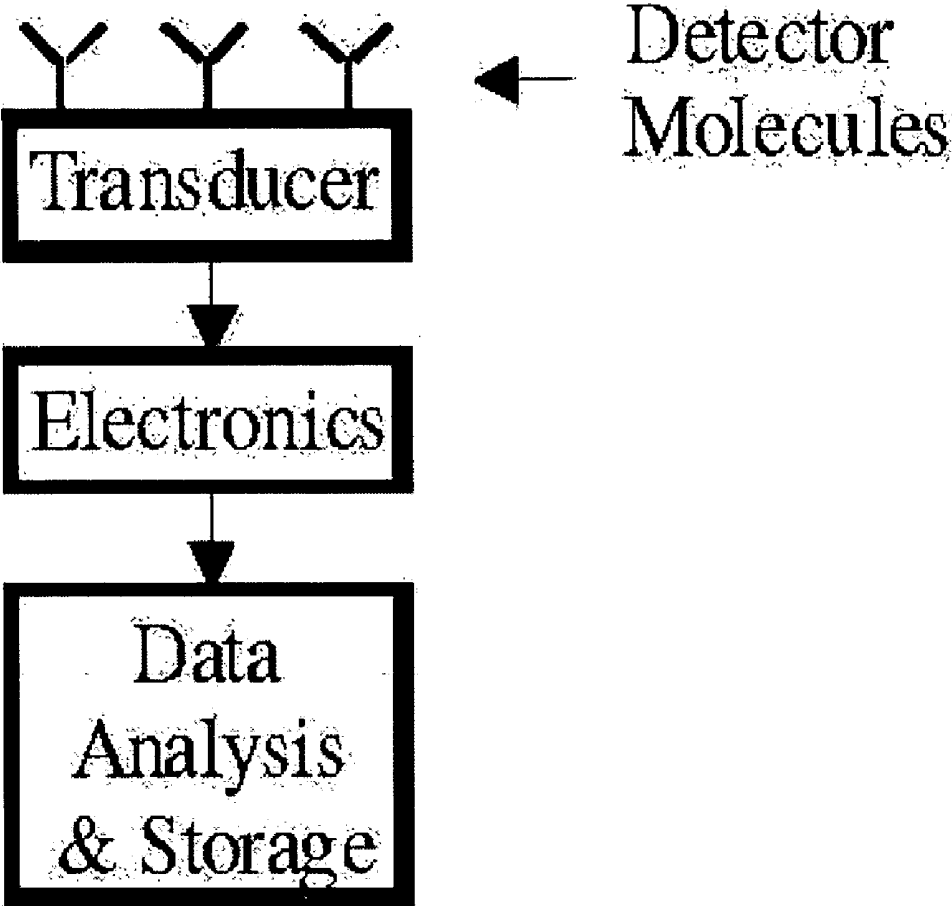 Detector
Molecules
Transducer
Electronics
Data
Analysis
& Storage